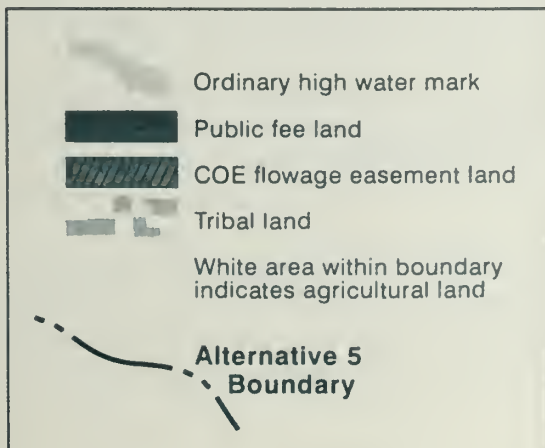 Ordinary high water mark
Public fee land
COE flowage easement land
Tribal land
White area within boundary
indicates agricultural land
Alternative 5
Boundary